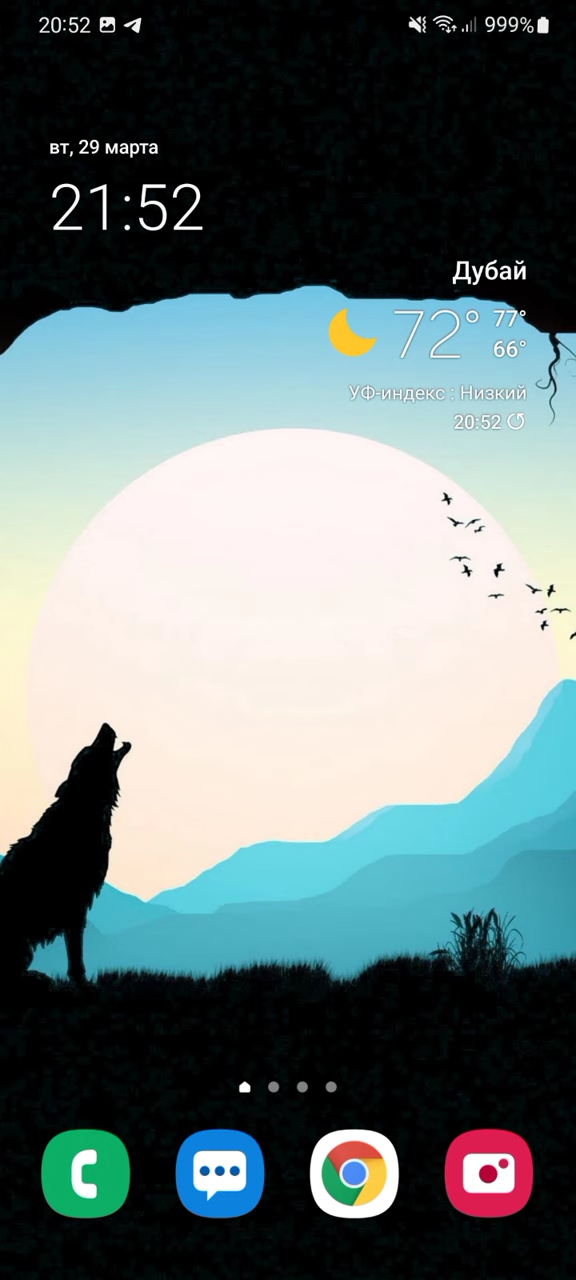 20:52 999%
вт, 29 марта
21:52
Дубай
72° 77°
66°
УФ-индекс : Низкий
20:52